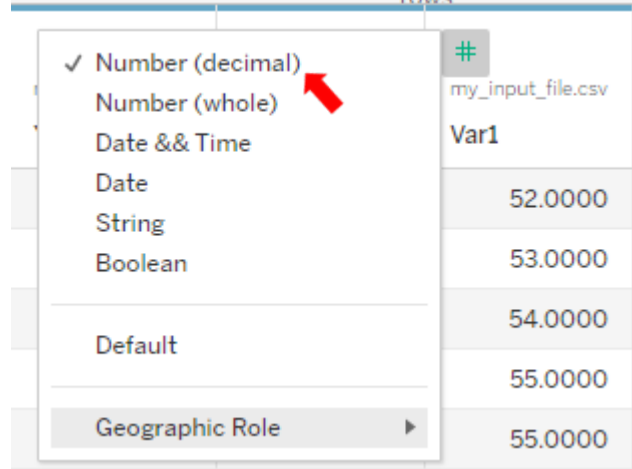 Number (decimal)
Number (whole)
Date && Time
Date
String
Boolean
Default
Geographic Role
#
my_input_file.csv
Var1
52.0000
53.0000
54.0000
55.0000
55.0000